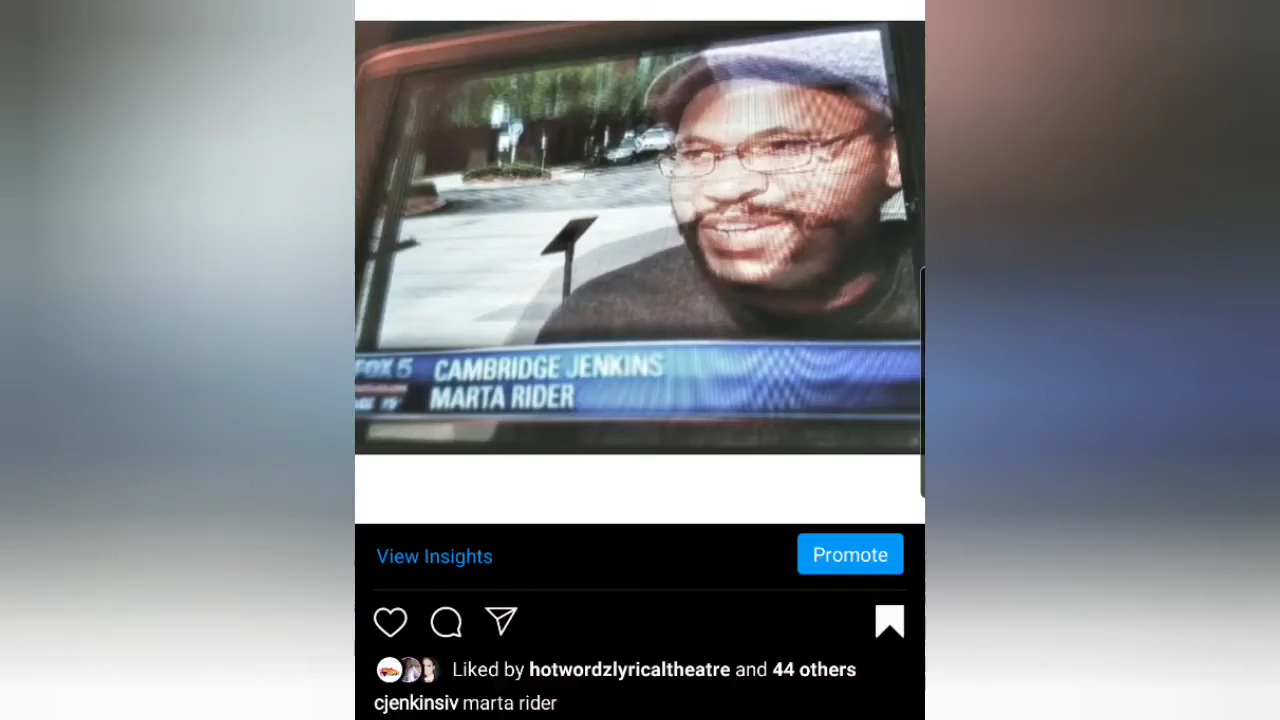 FOX 5
CAMBRIDGE JENKINS
MARTA RIDER
View Insights
Promote
Liked by hotwordzlyricaltheatre and 44 others
cjenkinsiv marta rider